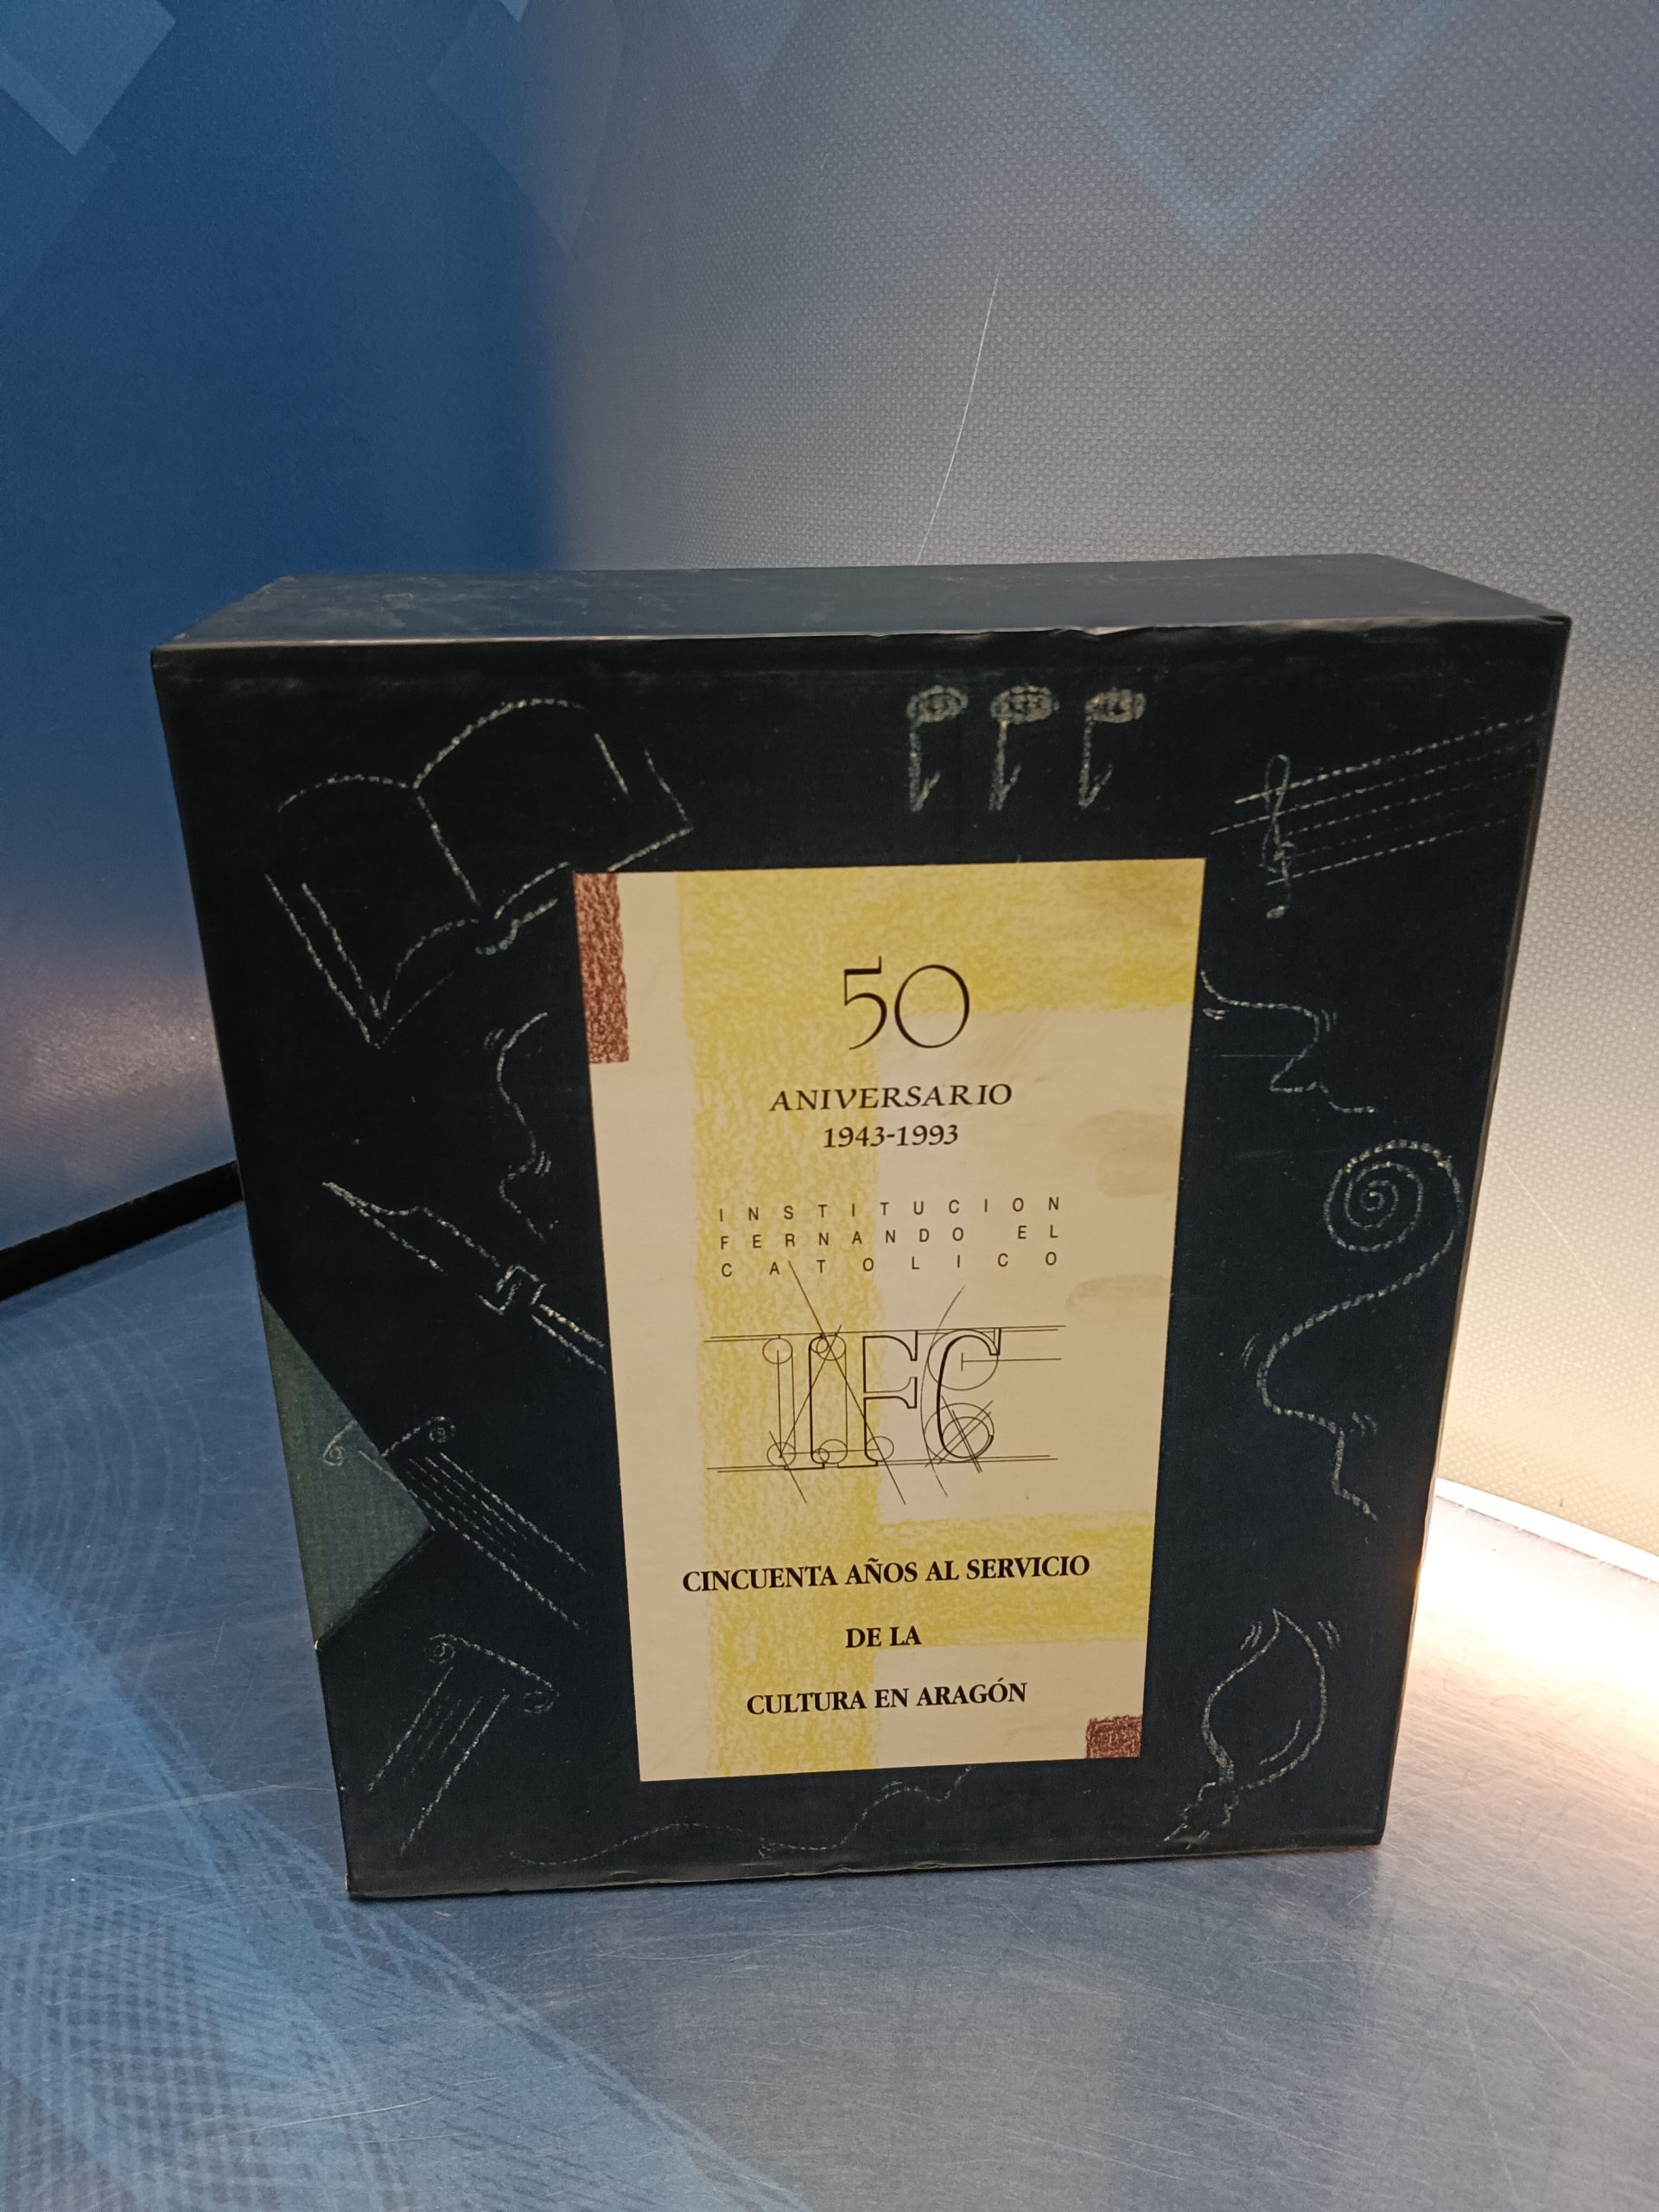 50
ANIVERSARIO
1943-1993
INSTITUCION
FERNANDO EL
CATOLICO
IFC
CINCUENTA AÑOS AL SERVICIO
DE LA
CULTURA EN ARAGÓN